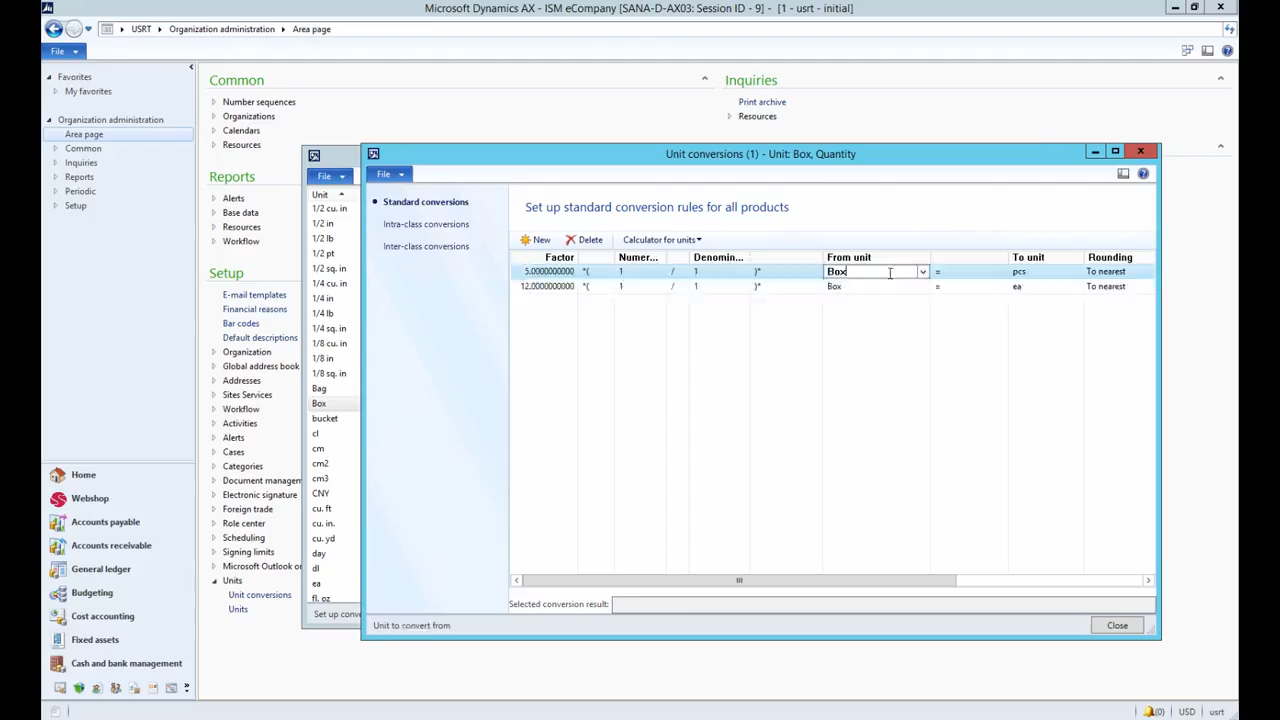 Microsoft Dynamics AX - ISM eCompany [SANA-D-AX03: Session ID - 9] - [1 - usrt - initial]
USRT Organization administration Area page
File
Favorites
My favorites
Organization administration
Area page
Common
Inquiries
Reports
Periodic
Setup
Home
Webshop
Accounts payable
Accounts receivable
General ledger
Budgeting
Cost accounting
Fixed assets
Cash and bank management
Common
Number sequences
Organizations
Calendars
Resources
Reports
Alerts
Base data
Resources
Workflow
Setup
E-mail templates
Financial reasons
Bar codes
Default descriptions
Organization
Global address book
Addresses
Sites Services
Workflow
Activities
Alerts
Cases
Categories
Document managem
Electronic signature
Foreign trade
Role center
Scheduling
Signing limits
Microsoft Outlook or
Units
Unit conversions
Units
Inquiries
Print archive
Resources
File
Unit
1/2 cu. in
1/2 in
1/2 lb
1/2 pt
1/2 sq. in
1/4 cu. in
1/4 in
1/4 lb
1/4 sq. in
1/8 cu. in
1/8 in
1/8 sq. in
Bag
Box
bucket
cl
cm
cm2
cm3
CNY
cu. ft
cu. in.
cu. yd
day
dl
ea
fl. oz
Set up conve
Unit conversions (1) - Unit: Box, Quantity
File
Standard conversions
Intra-class conversions
Inter-class conversions
Set up standard conversion rules for all products
New Delete Calculator for units
Factor Numer... Denomin... From unit To unit Rounding
5.0000000000 *( 1 / 1 )* Box = pcs To nearest
12.0000000000 *( 1 / 1 )* Box = ea To nearest
Selected conversion result:
Unit to convert from Close
(0) USD usrt